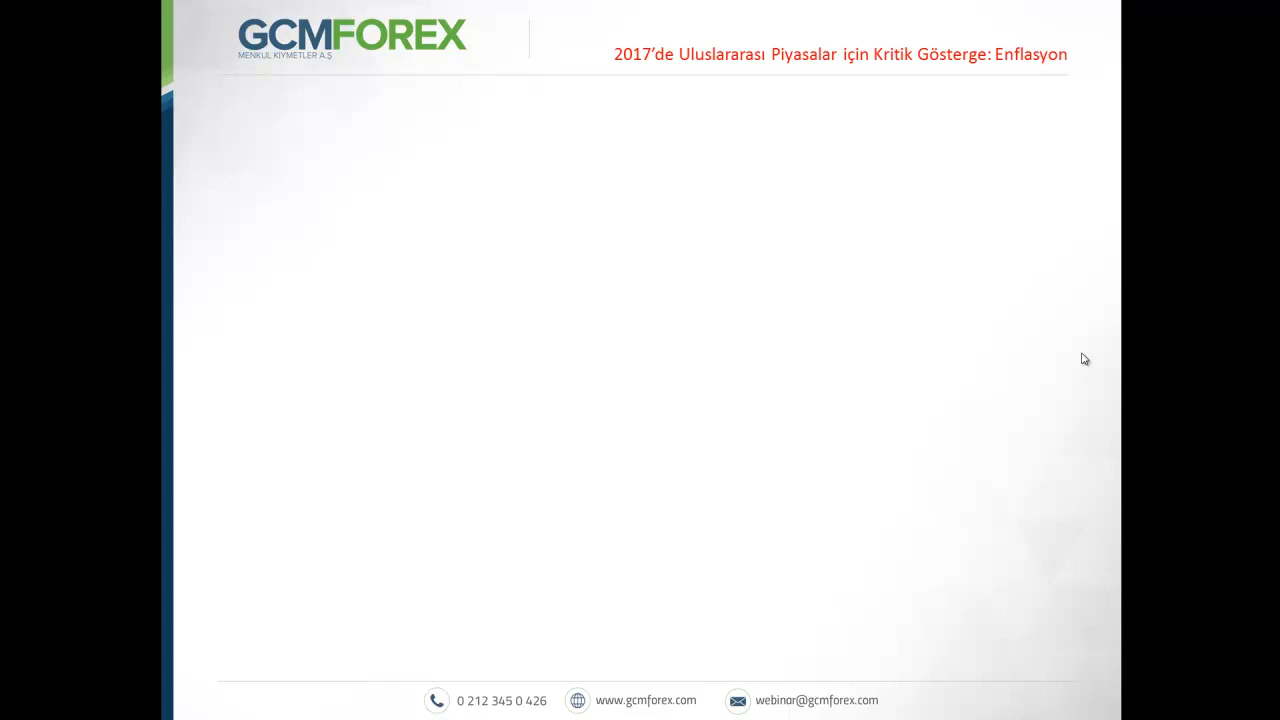 GCMFOREX
MENKUL KIYMETLER A.Ş
2017’de Uluslararası Piyasalar için Kritik Gösterge: Enflasyon
0 212 345 0 426
www.gcmforex.com
webinar@gcmforex.com